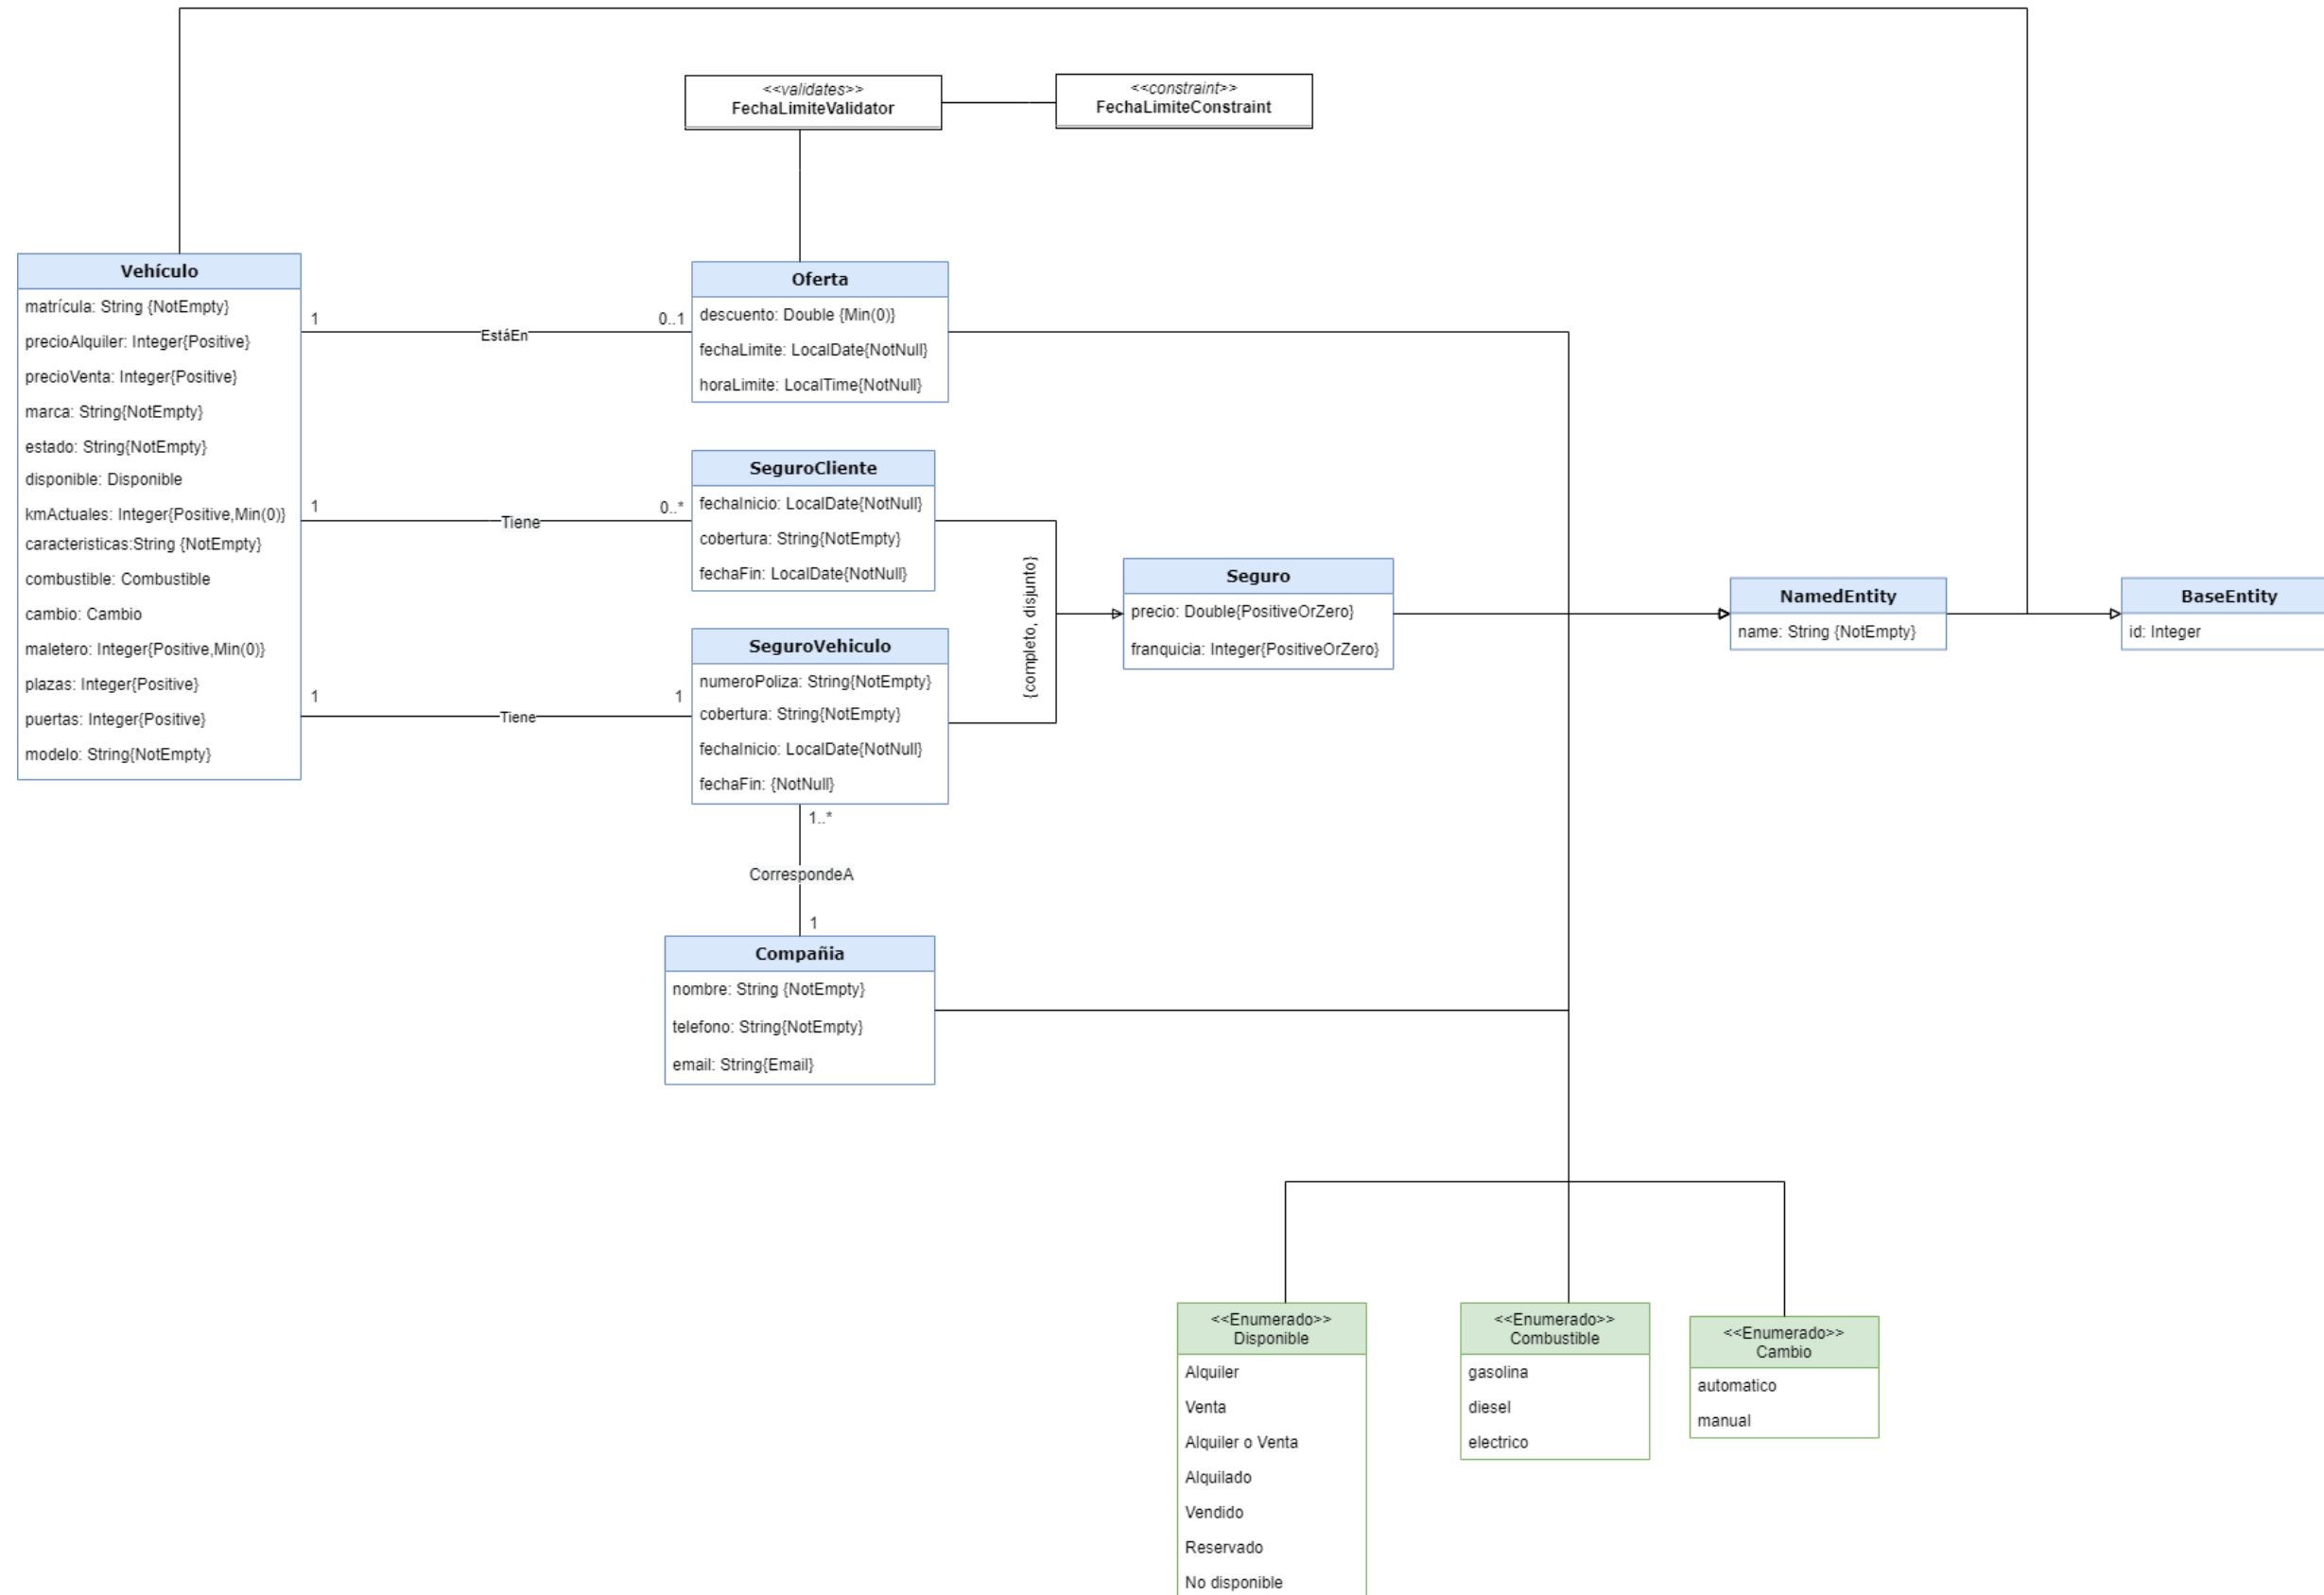 <<validates>>
FechaLimiteValidator
<<constraint>>
FechaLimiteConstraint
Vehículo
matrícula: String {NotEmpty}
precioAlquiler: Integer{Positive}
precioVenta: Integer{Positive}
marca: String{NotEmpty}
estado: String{NotEmpty}
disponible: Disponible
kmActuales: Integer{Positive,Min(0)}
caracteristicas:String {NotEmpty}
combustible: Combustible
cambio: Cambio
maletero: Integer{Positive,Min(0)}
plazas: Integer{Positive}
puertas: Integer{Positive}
modelo: String{NotEmpty}
1
EstáEn
0..1
Oferta
descuento: Double {Min(0)}
fechaLimite: LocalDate{NotNull}
horaLimite: LocalTime{NotNull}
1
Tiene
0..*
SeguroCliente
fechaInicio: LocalDate{NotNull}
cobertura: String{NotEmpty}
fechaFin: LocalDate{NotNull}
1
Tiene
1
SeguroVehiculo
numeroPoliza: String{NotEmpty}
cobertura: String{NotEmpty}
fechaInicio: LocalDate{NotNull}
fechaFin: {NotNull}
{completo, disjunto}
Seguro
precio: Double{PositiveOrZero}
franquicia: Integer{PositiveOrZero}
NamedEntity
name: String {NotEmpty}
BaseEntity
id: Integer
1..*
CorrespondeA
1
Compañia
nombre: String {NotEmpty}
telefono: String{NotEmpty}
email: String{Email}
<<Enumerado>>
Disponible
Alquiler
Venta
Alquiler o Venta
Alquilado
Vendido
Reservado
No disponible
<<Enumerado>>
Combustible
gasolina
diesel
electrico
<<Enumerado>>
Cambio
automatico
manual